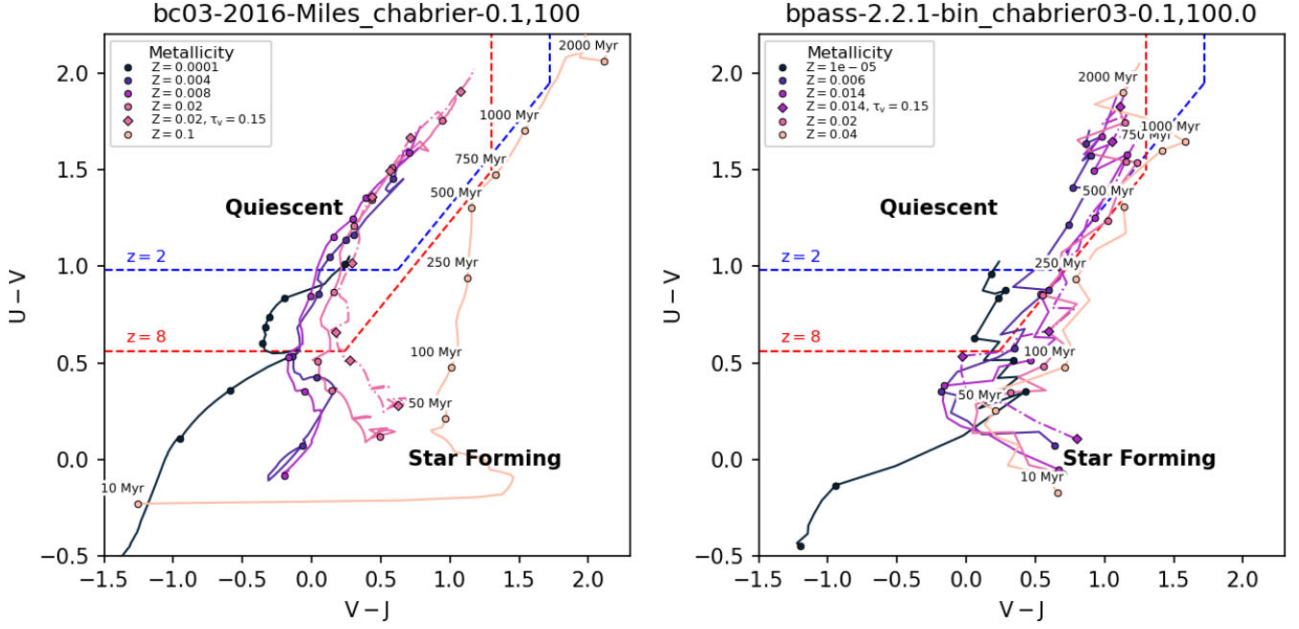 bc03-2016-Miles_chabrier-0.1,100
Metallicity
Z = 0.0001
Z = 0.004
Z = 0.008
Z = 0.02
Z = 0.02, τv = 0.15
Z = 0.1
2000 Myr
1000 Myr
750 Myr
500 Myr
Quiescent
z = 2
250 Myr
z = 8
100 Myr
50 Myr
Star Forming
10 Myr
2.0
1.5
1.0
0.5
0.0
−0.5
U − V
−1.5
−1.0
−0.5
0.0
0.5
1.0
1.5
2.0
V − J
bpass-2.2.1-bin_chabrier03-0.1,100.0
Metallicity
Z = 1e − 05
Z = 0.006
Z = 0.014
Z = 0.014, τv = 0.15
Z = 0.02
Z = 0.04
2000 Myr
1000 Myr
750 Myr
500 Myr
Quiescent
z = 2
250 Myr
z = 8
100 Myr
50 Myr
Star Forming
10 Myr
2.0
1.5
1.0
0.5
0.0
−0.5
U − V
−1.5
−1.0
−0.5
0.0
0.5
1.0
1.5
2.0
V − J